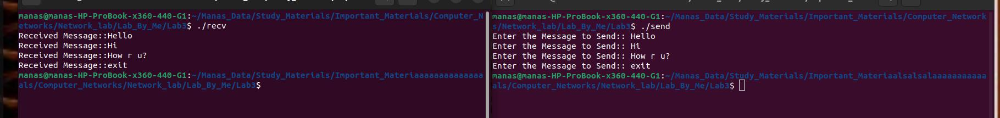 manas@manas-HP-ProBook-x360-440-G1:~/Manas_Data/Study_Materials/Important_Materials/Computer_N
etworks/Network_lab/Lab_By_Me/Lab3$ ./recv
Received Message::Hello
Received Message::Hi
Received Message::How r u?
Received Message::exit
manas@manas-HP-ProBook-x360-440-G1:~/Manas_Data/Study_Materials/Important_Materiaaaaaaaaaaaaaaa
als/Computer_Networks/Network_lab/Lab_By_Me/Lab3$
manas@manas-HP-ProBook-x360-440-G1:~/Manas_Data/Study_Materials/Important_Materials/Computer_Network
s/Network_lab/Lab_By_Me/Lab3$ ./send
Enter the Message to Send:: Hello
Enter the Message to Send:: Hi
Enter the Message to Send:: How r u?
Enter the Message to Send:: exit
manas@manas-HP-ProBook-x360-440-G1:~/Manas_Data/Study_Materials/Important_Materiaalsalsalaaaaaaaaaaa
als/Computer_Networks/Network_lab/Lab_By_Me/Lab3$